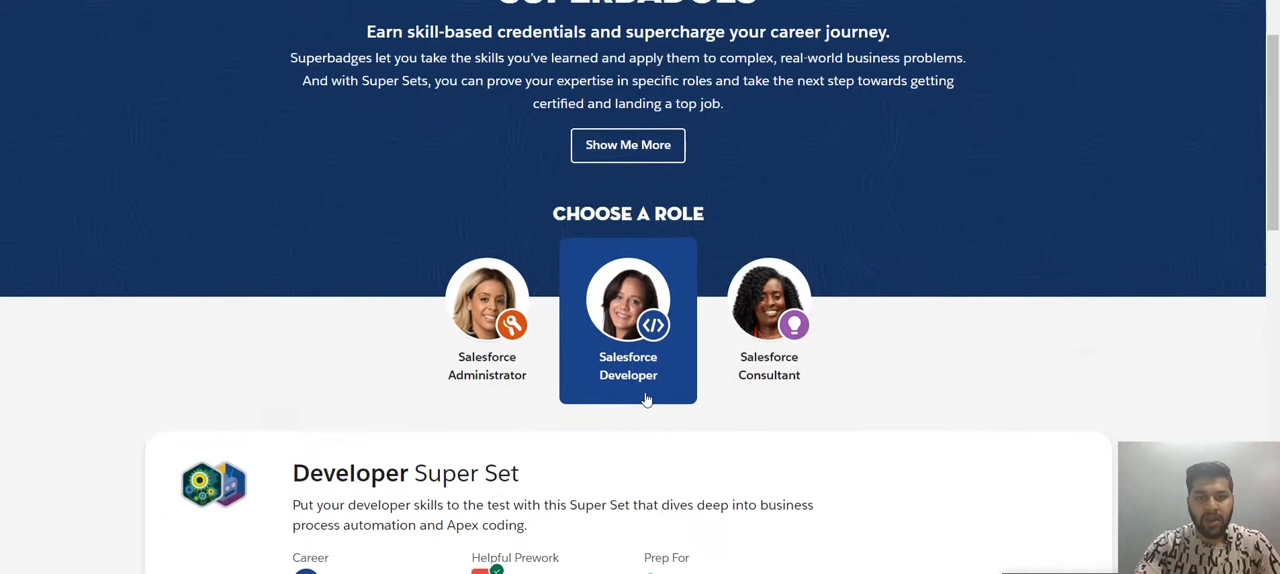 SUPERBADGES
Earn skill-based credentials and supercharge your career journey.
Superbadges let you take the skills you've learned and apply them to complex, real-world business problems.
And with Super Sets, you can prove your expertise in specific roles and take the next step towards getting
certified and landing a top job.
Show Me More
CHOOSE A ROLE
Salesforce
Administrator
Salesforce
Developer
Salesforce
Consultant
Developer Super Set
Put your developer skills to the test with this Super Set that dives deep into business
process automation and Apex coding.
Career
Helpful Prework
Prep For